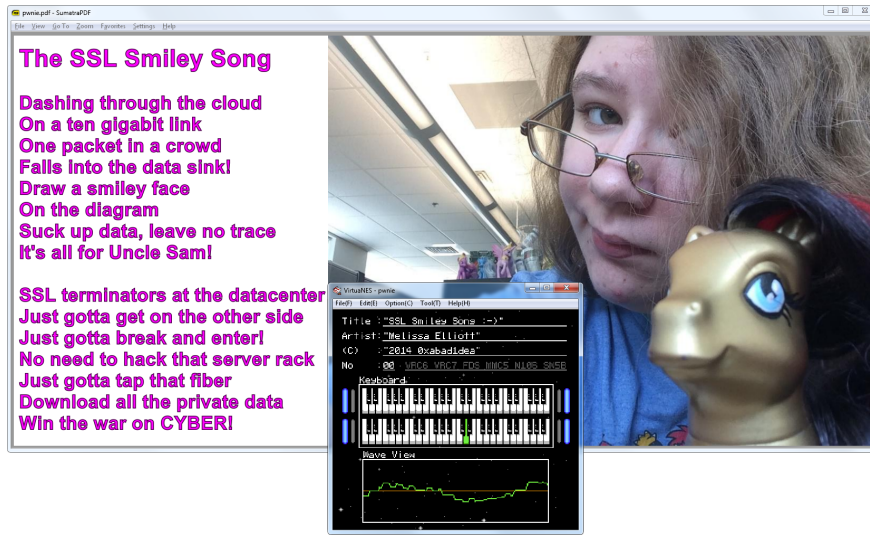 pwnie.pdf - SumatraPDF
File View Go To Zoom Favorites Settings Help
The SSL Smiley Song
Dashing through the cloud
On a ten gigabit link
One packet in a crowd
Falls into the data sink!
Draw a smiley face
On the diagram
Suck up data, leave no trace
It's all for Uncle Sam!
SSL terminators at the datacenter
Just gotta get on the other side
Just gotta break and enter!
No need to hack that server rack
Just gotta tap that fiber
Download all the private data
Win the war on CYBER!
VirtuaNES - pwnie
File(F) Edit(E) Option(C) Tool(T) Help(H)
Title :"SSL Smiley Song :-)"
Artist:"Melissa Elliott"
(C) :"2014 0xabad1dea"
No :00 - VRC6 VRC7 FDS MMC5 N106 SN5B
Keyboard
Wave View